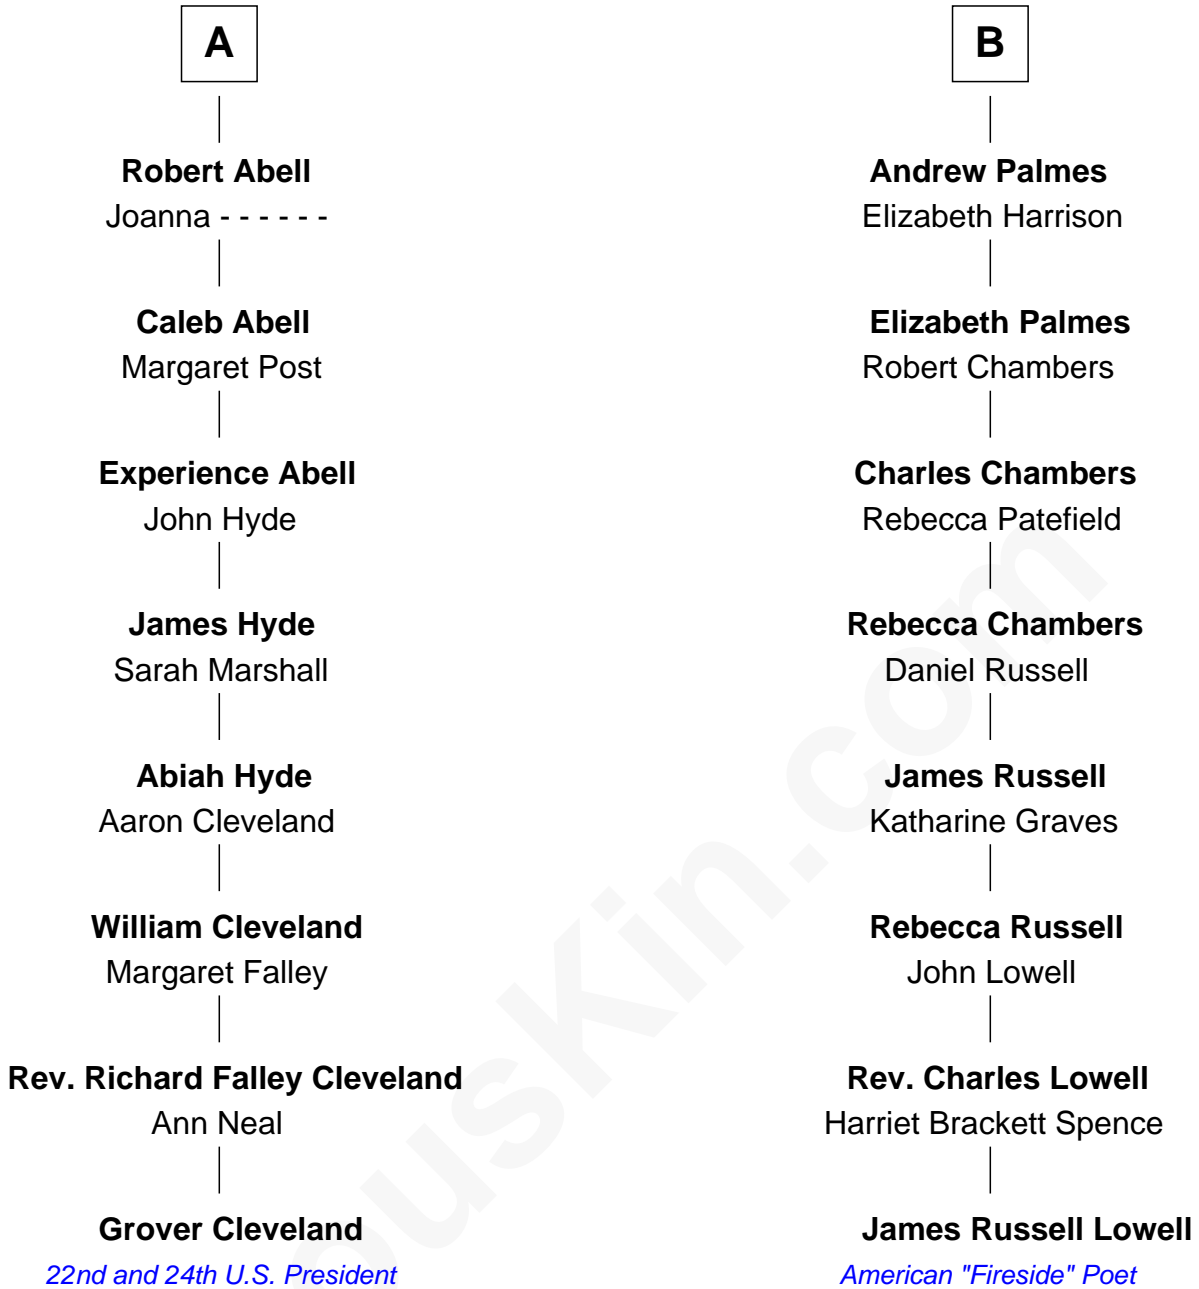 A
Robert Abell
Joanna - - - - - -
Caleb Abell
Margaret Post
Experience Abell
John Hyde
James Hyde
Sarah Marshall
Abiah Hyde
Aaron Cleveland
William Cleveland
Margaret Falley
Rev. Richard Falley Cleveland
Ann Neal
Grover Cleveland
22nd and 24th U.S. President
B
Andrew Palmes
Elizabeth Harrison
Elizabeth Palmes
Robert Chambers
Charles Chambers
Rebecca Patefield
Rebecca Chambers
Daniel Russell
James Russell
Katharine Graves
Rebecca Russell
John Lowell
Rev. Charles Lowell
Harriet Brackett Spence
James Russell Lowell
American "Fireside" Poet
ousKin.com